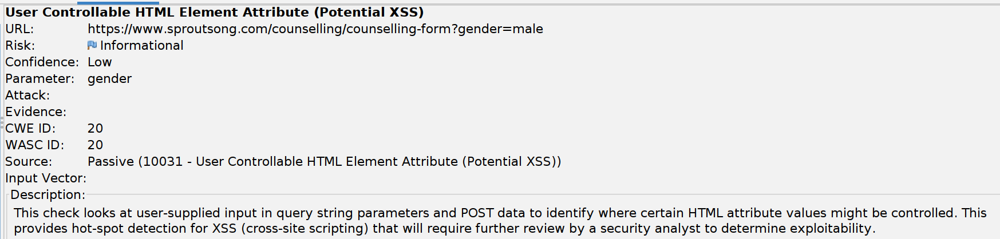 User Controllable HTML Element Attribute (Potential XSS)
URL: https://www.sproutsong.com/counselling/counselling-form?gender=male
Risk: Informational
Confidence: Low
Parameter: gender
Attack:
Evidence:
CWE ID: 20
WASC ID: 20
Source: Passive (10031 - User Controllable HTML Element Attribute (Potential XSS))
Input Vector:
Description:
This check looks at user-supplied input in query string parameters and POST data to identify where certain HTML attribute values might be controlled. This
provides hot-spot detection for XSS (cross-site scripting) that will require further review by a security analyst to determine exploitability.